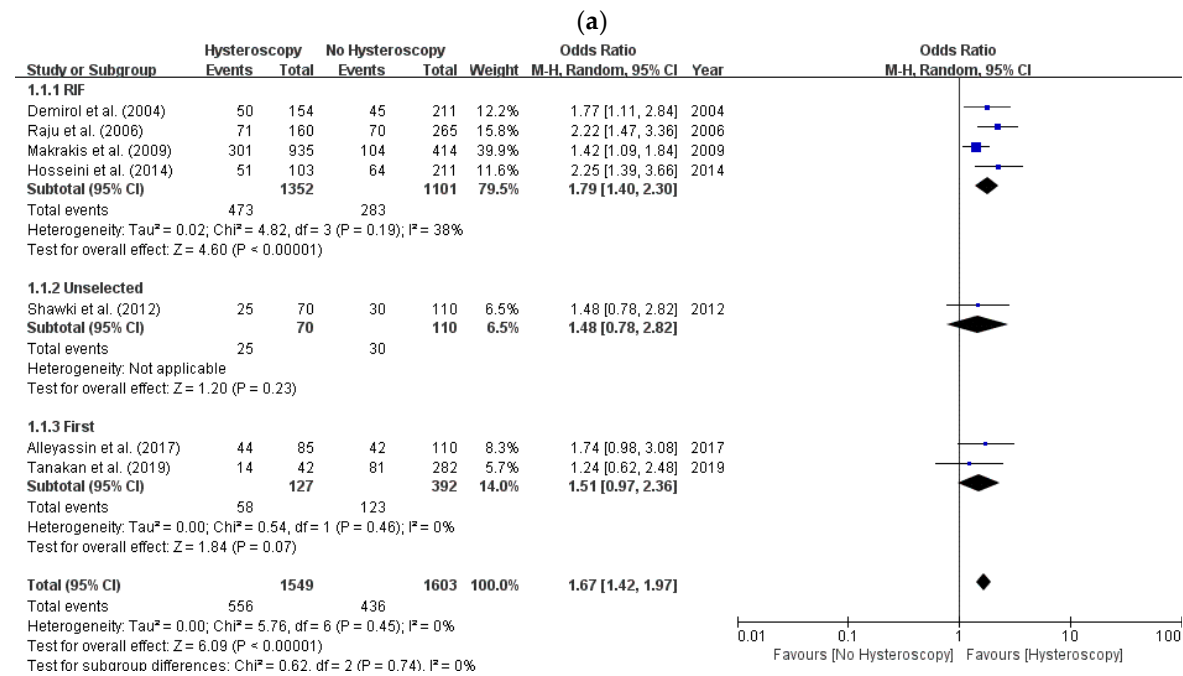 (a)
Hysteroscopy No Hysteroscopy Odds Ratio Odds Ratio
Study or Subgroup Events Total Events Total Weight M-H, Random, 95% CI Year M-H, Random, 95% CI
1.1.1 RIF
Demirol et al. (2004) 50 154 45 211 12.2% 1.77 [1.11, 2.84] 2004
Raju et al. (2006) 71 160 70 265 15.8% 2.22 [1.47, 3.36] 2006
Makrakis et al. (2009) 301 935 104 414 39.9% 1.42 [1.09, 1.84] 2009
Hosseini et al. (2014) 51 103 64 211 11.6% 2.25 [1.39, 3.66] 2014
Subtotal (95% CI) 1352 1101 79.5% 1.79 [1.40, 2.30]
Total events 473 283
Heterogeneity: Tau² = 0.02; Chi² = 4.82, df = 3 (P = 0.19); I² = 38%
Test for overall effect: Z = 4.60 (P < 0.00001)
1.1.2 Unselected
Shawki et al. (2012) 25 70 30 110 6.5% 1.48 [0.78, 2.82] 2012
Subtotal (95% CI) 70 110 6.5% 1.48 [0.78, 2.82]
Total events 25 30
Heterogeneity: Not applicable
Test for overall effect: Z = 1.20 (P = 0.23)
1.1.3 First
Alleyassin et al. (2017) 44 85 42 110 8.3% 1.74 [0.98, 3.08] 2017
Tanakan et al. (2019) 14 42 81 282 5.7% 1.24 [0.62, 2.48] 2019
Subtotal (95% CI) 127 392 14.0% 1.51 [0.97, 2.36]
Total events 58 123
Heterogeneity: Tau² = 0.00; Chi² = 0.54, df = 1 (P = 0.46); I² = 0%
Test for overall effect: Z = 1.84 (P = 0.07)
Total (95% CI) 1549 1603 100.0% 1.67 [1.42, 1.97]
Total events 556 436
Heterogeneity: Tau² = 0.00; Chi² = 5.76, df = 6 (P = 0.45); I² = 0%
Test for overall effect: Z = 6.09 (P < 0.00001)
Test for subgroup differences: Chi² = 0.62, df = 2 (P = 0.74), I² = 0%
0.01 0.1 1 10 100
Favours [No Hysteroscopy] Favours [Hysteroscopy]